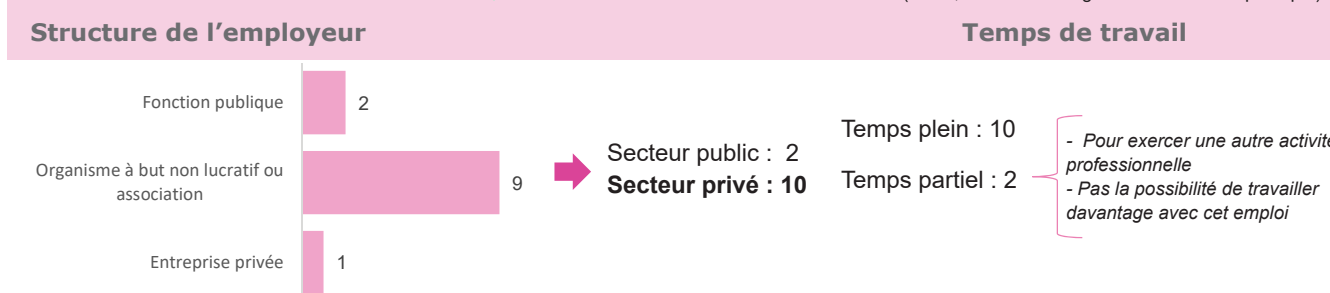 Structure de l’employeur
Temps de travail
Fonction publique
2
Organisme à but non lucratif ou
association
9
Entreprise privée
1
Secteur public : 2
Secteur privé : 10
Temps plein : 10
Temps partiel : 2
- Pour exercer une autre activité
professionnelle
- Pas la possibilité de travailler
davantage avec cet emploi